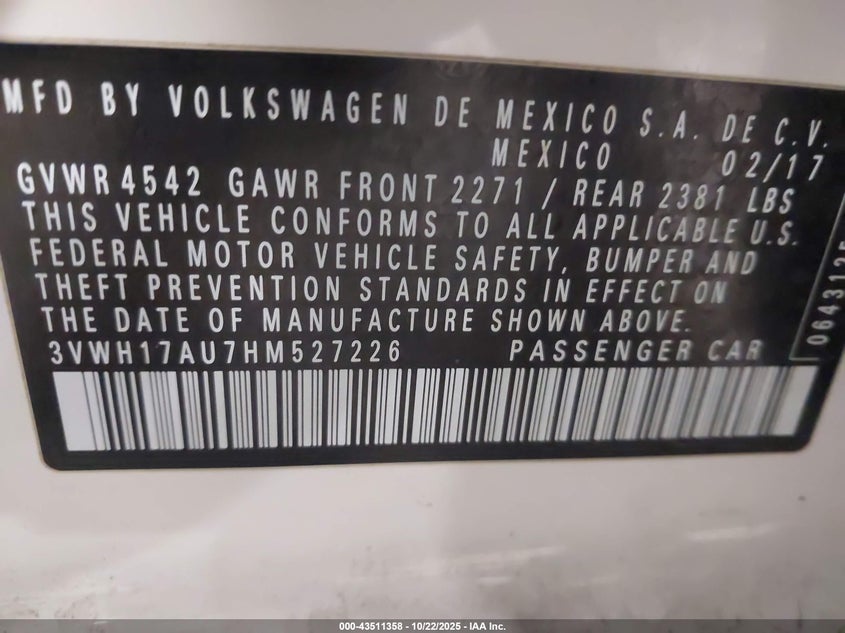 MFD BY VOLKSWAGEN DE MEXICO S.A. DE C.V.
MEXICO 02/17
GVWR 4542 GAWR FRONT 2271 / REAR 2381 LBS
THIS VEHICLE CONFORMS TO ALL APPLICABLE U.S.
FEDERAL MOTOR VEHICLE SAFETY, BUMPER AND
THEFT PREVENTION STANDARDS IN EFFECT ON
THE DATE OF MANUFACTURE SHOWN ABOVE.
3VWH17AU7HM527226 PASSENGER CAR
0643125
000-43511358 - 10/22/2025 - IAA Inc.